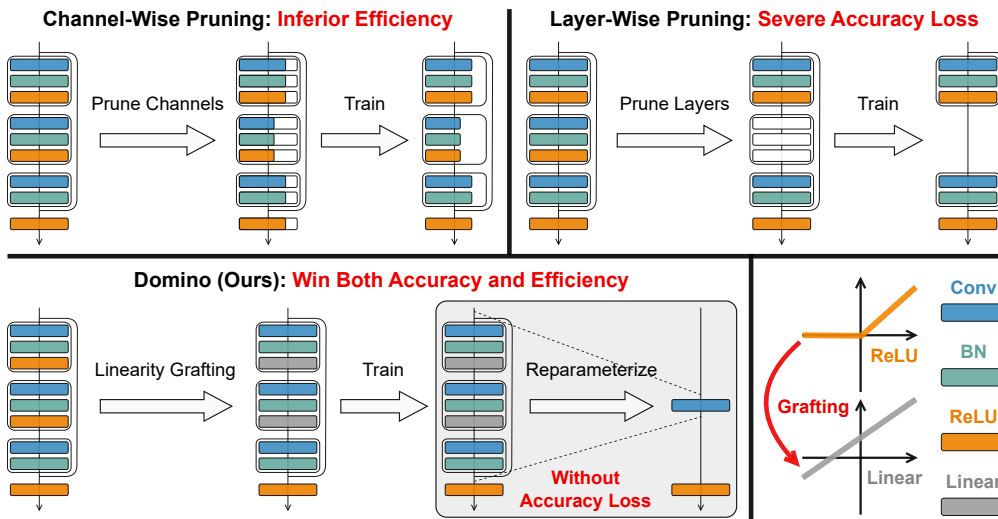 Channel-Wise Pruning: Inferior Efficiency
Prune Channels
Train
Layer-Wise Pruning: Severe Accuracy Loss
Prune Layers
Train
Domino (Ours): Win Both Accuracy and Efficiency
Linearity Grafting
Train
Reparameterize
Without
Accuracy Loss
ReLU
Grafting
Linear
Conv
BN
ReLU
Linear